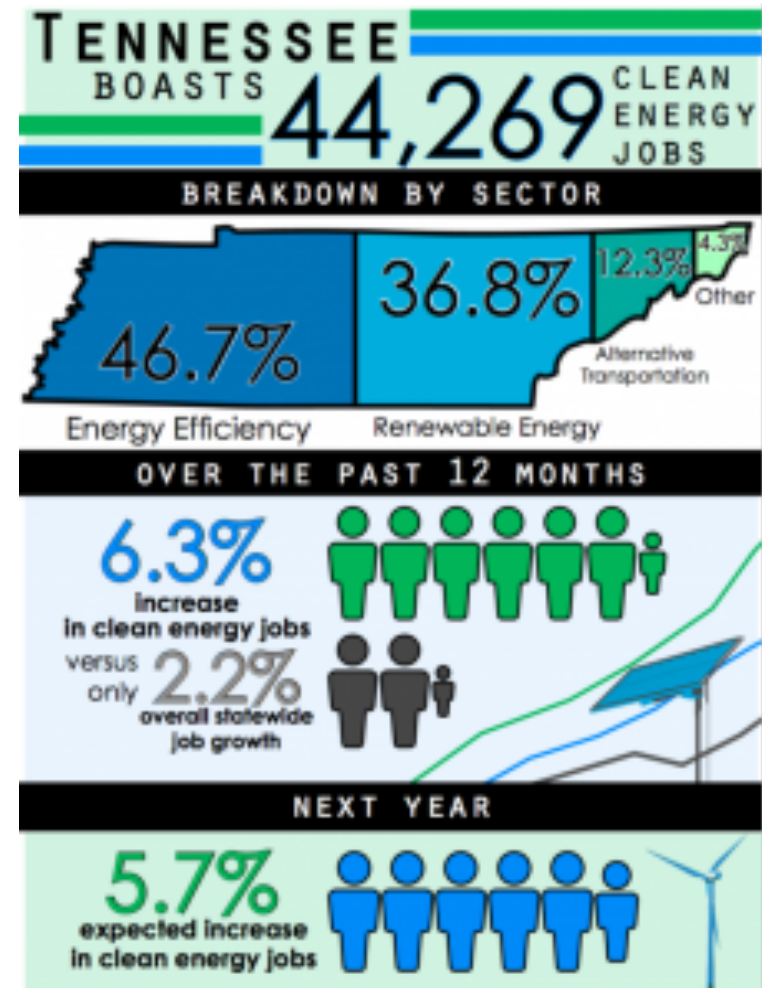 TENNESSEE
BOASTS
44,269
CLEAN
ENERGY
JOBS
BREAKDOWN BY SECTOR
46.7%
36.8%
12.3%
4.3%
Other
Alternative
Transportation
Energy Efficiency
Renewable Energy
OVER THE PAST 12 MONTHS
6.3%
increase
in clean energy jobs
versus
only
2.2%
overall statewide
job growth
NEXT YEAR
5.7%
expected increase
in clean energy jobs